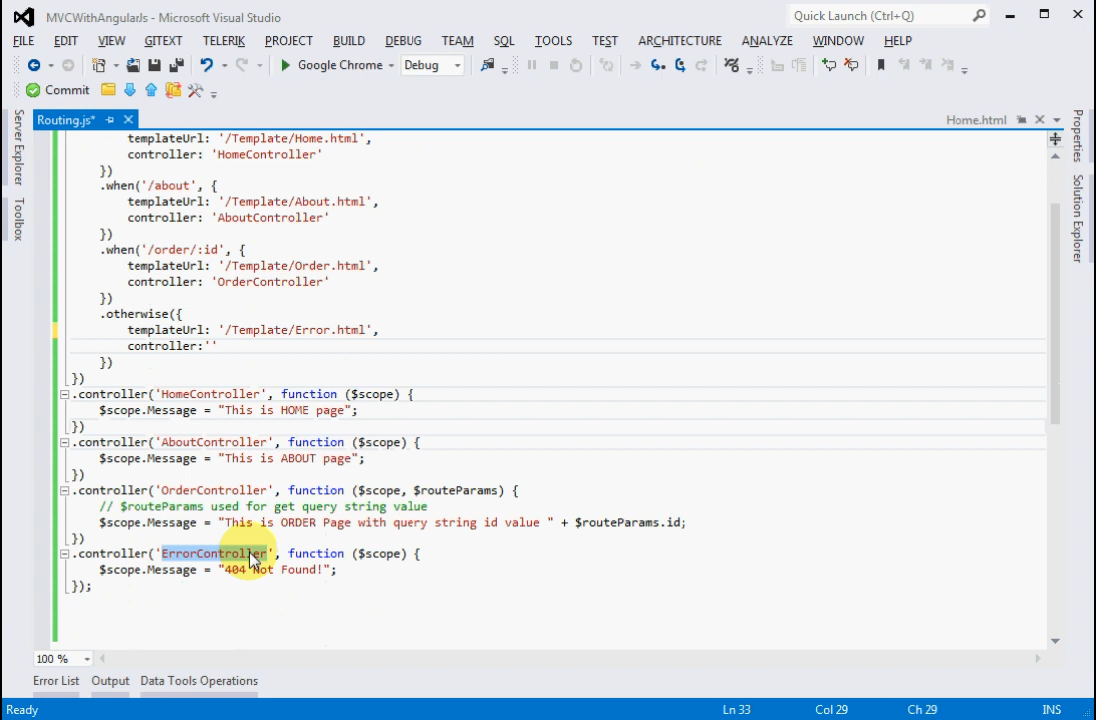 MVCWithAngularJs - Microsoft Visual Studio
Quick Launch (Ctrl+Q)
FILE EDIT VIEW GITEXT TELERIK PROJECT BUILD DEBUG TEAM SQL TOOLS TEST ARCHITECTURE ANALYZE WINDOW HELP
Google Chrome Debug
Commit
Server Explorer
Toolbox
Routing.js*
Home.html
Properties
Solution Explorer
templateUrl: '/Template/Home.html',
controller: 'HomeController'
})
.when('/about', {
templateUrl: '/Template/About.html',
controller: 'AboutController'
})
.when('/order/:id', {
templateUrl: '/Template/Order.html',
controller: 'OrderController'
})
.otherwise({
templateUrl: '/Template/Error.html',
controller:''
})
})
.controller('HomeController', function ($scope) {
$scope.Message = "This is HOME page";
})
.controller('AboutController', function ($scope) {
$scope.Message = "This is ABOUT page";
})
.controller('OrderController', function ($scope, $routeParams) {
// $routeParams used for get query string value
$scope.Message = "This is ORDER Page with query string id value " + $routeParams.id;
})
.controller('ErrorController', function ($scope) {
$scope.Message = "404 Not Found!";
});
100 %
Error List Output Data Tools Operations
Ready Ln 33 Col 29 Ch 29 INS